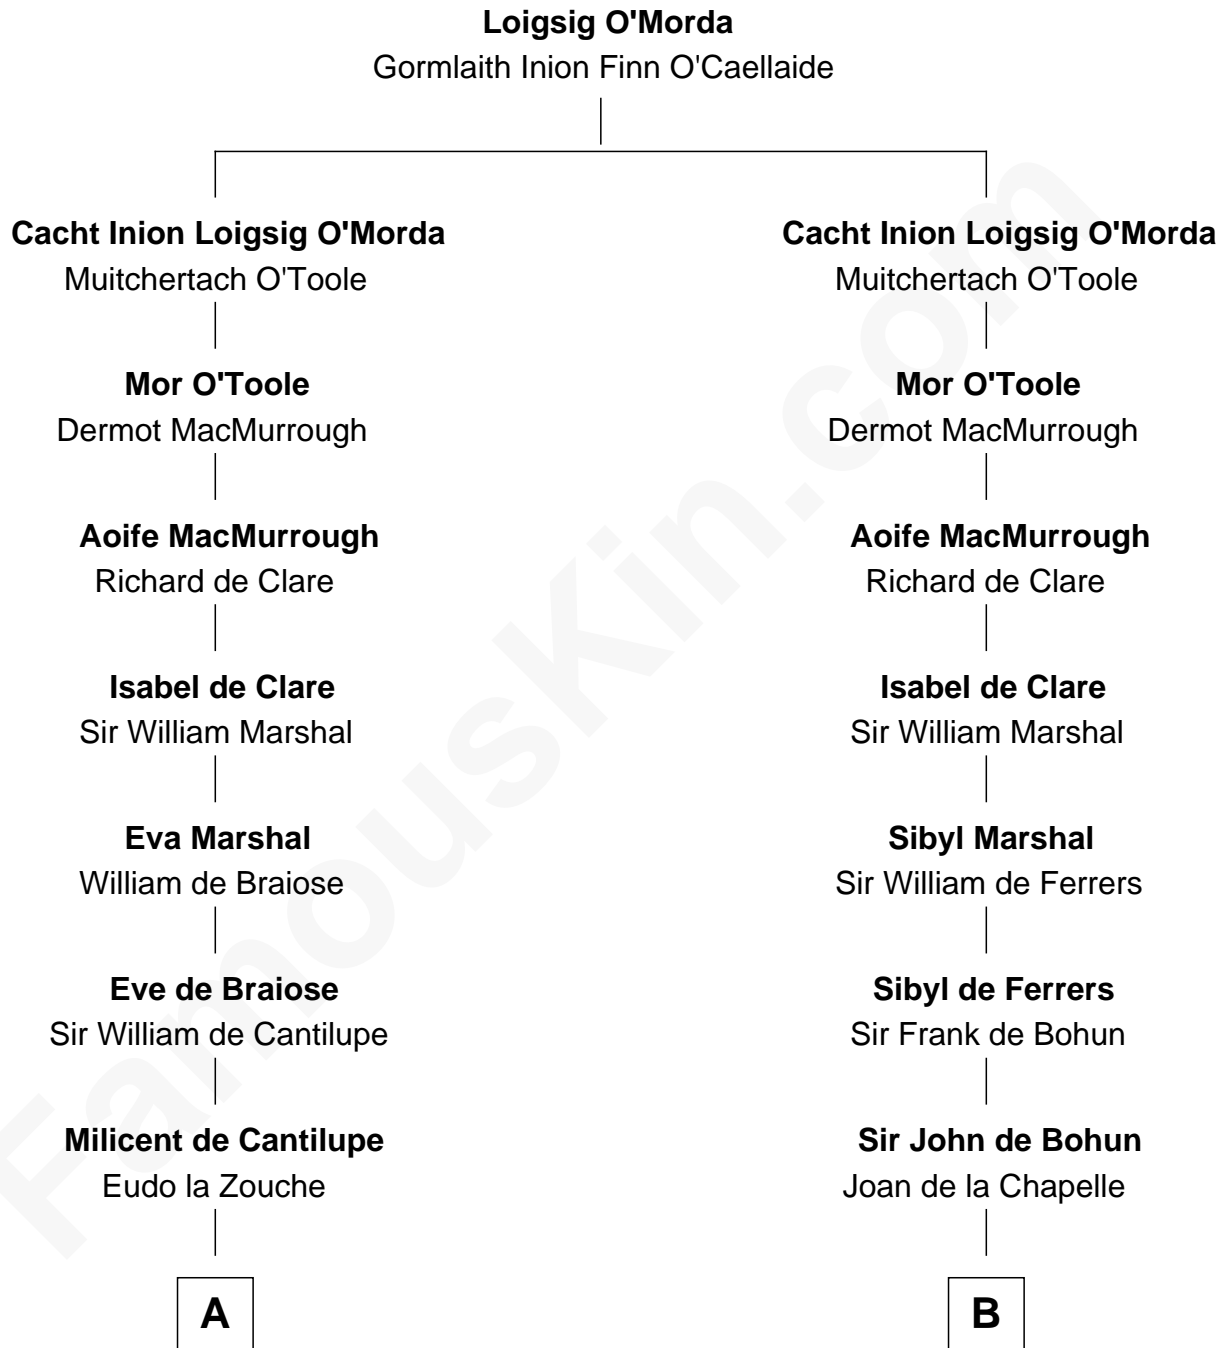 Loigsig O'Morda
Gormlaith Inion Finn O'Caellaide
Cacht Inion Loigsig O'Morda
Muitchertach O'Toole
Mor O'Toole
Dermot MacMurrough
Aoife MacMurrough
Richard de Clare
Isabel de Clare
Sir William Marshal
Eva Marshal
William de Braiose
Eve de Braiose
Sir William de Cantilupe
Milicent de Cantilupe
Eudo la Zouche
A
Cacht Inion Loigsig O'Morda
Muitchertach O'Toole
Mor O'Toole
Dermot MacMurrough
Aoife MacMurrough
Richard de Clare
Isabel de Clare
Sir William Marshal
Sibyl Marshal
Sir William de Ferrers
Sibyl de Ferrers
Sir Frank de Bohun
Sir John de Bohun
Joan de la Chapelle
B
FamousKin.com